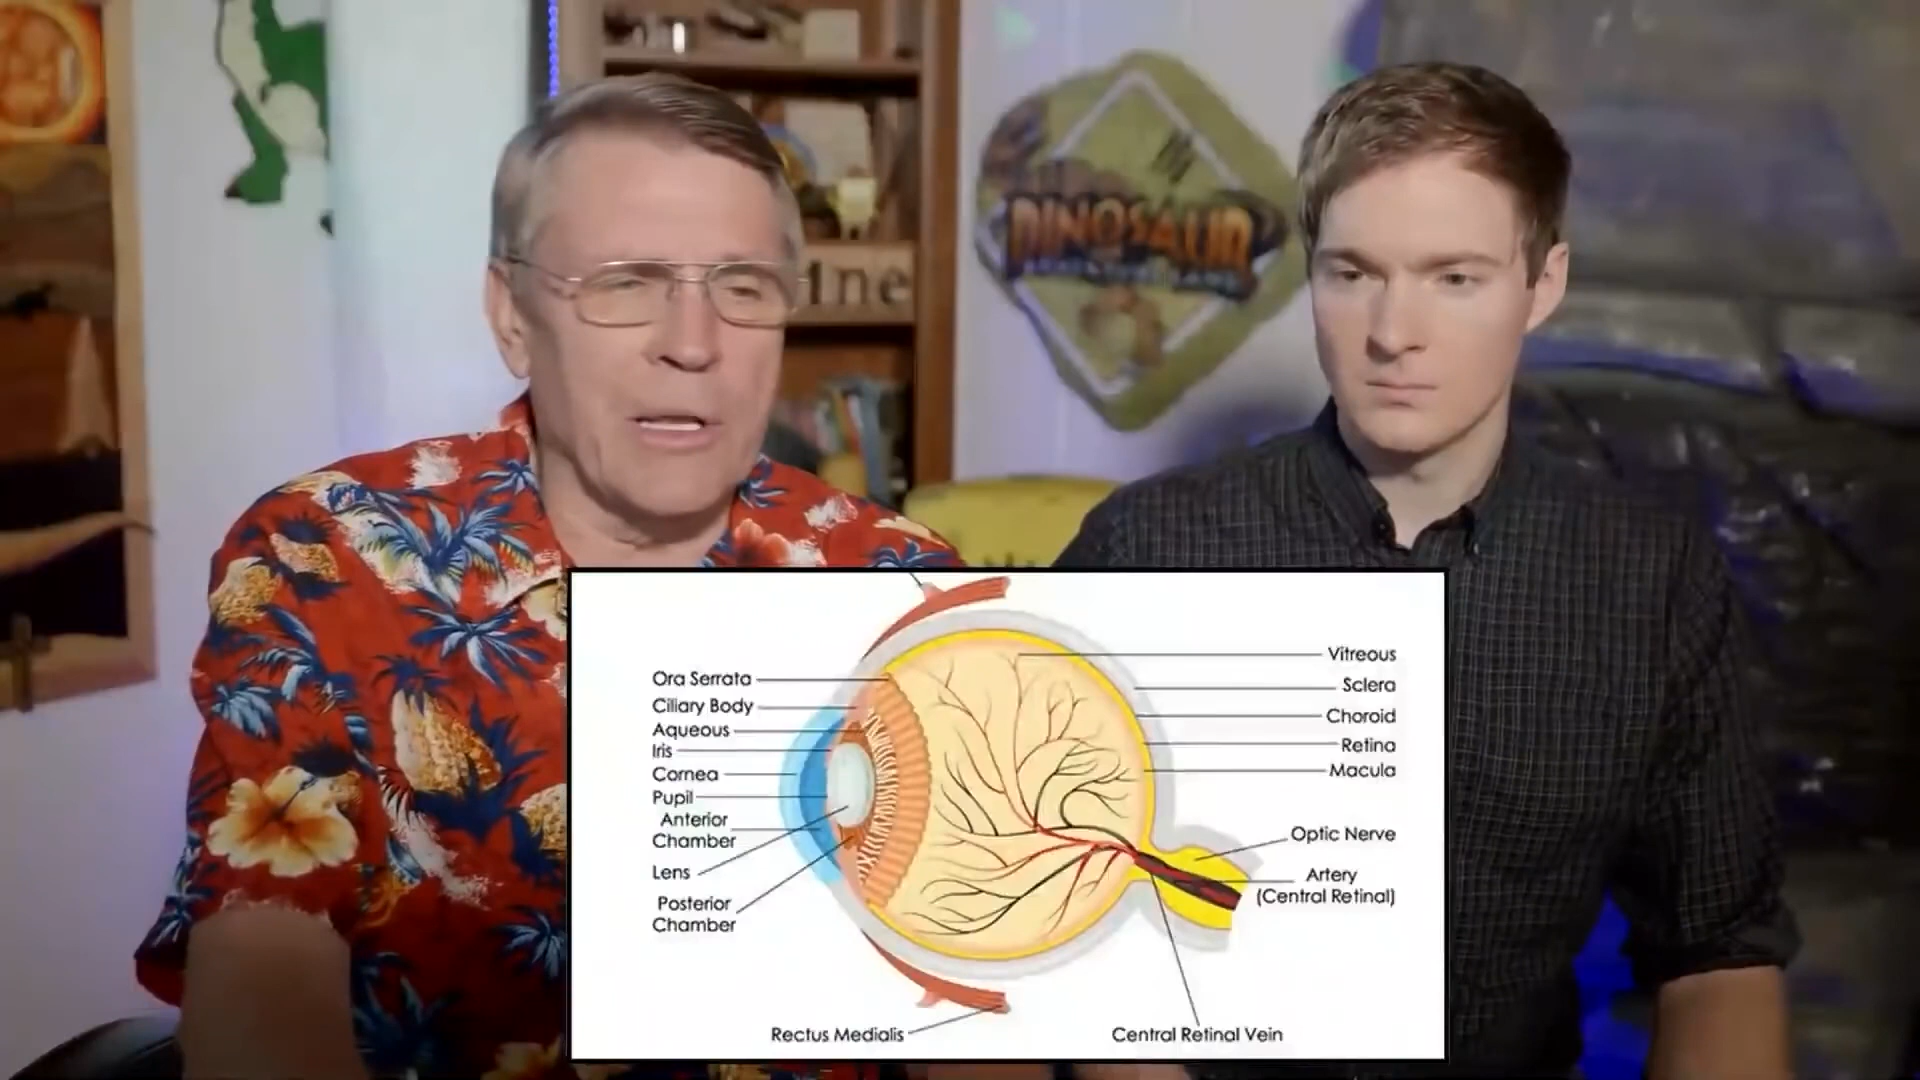 DINOSAUR
ine
Ora Serrata
Ciliary Body
Aqueous
Iris
Cornea
Pupil
Anterior
Chamber
Lens
Posterior
Chamber
Rectus Medialis
Vitreous
Sclera
Choroid
Retina
Macula
Optic Nerve
Artery
(Central Retinal)
Central Retinal Vein